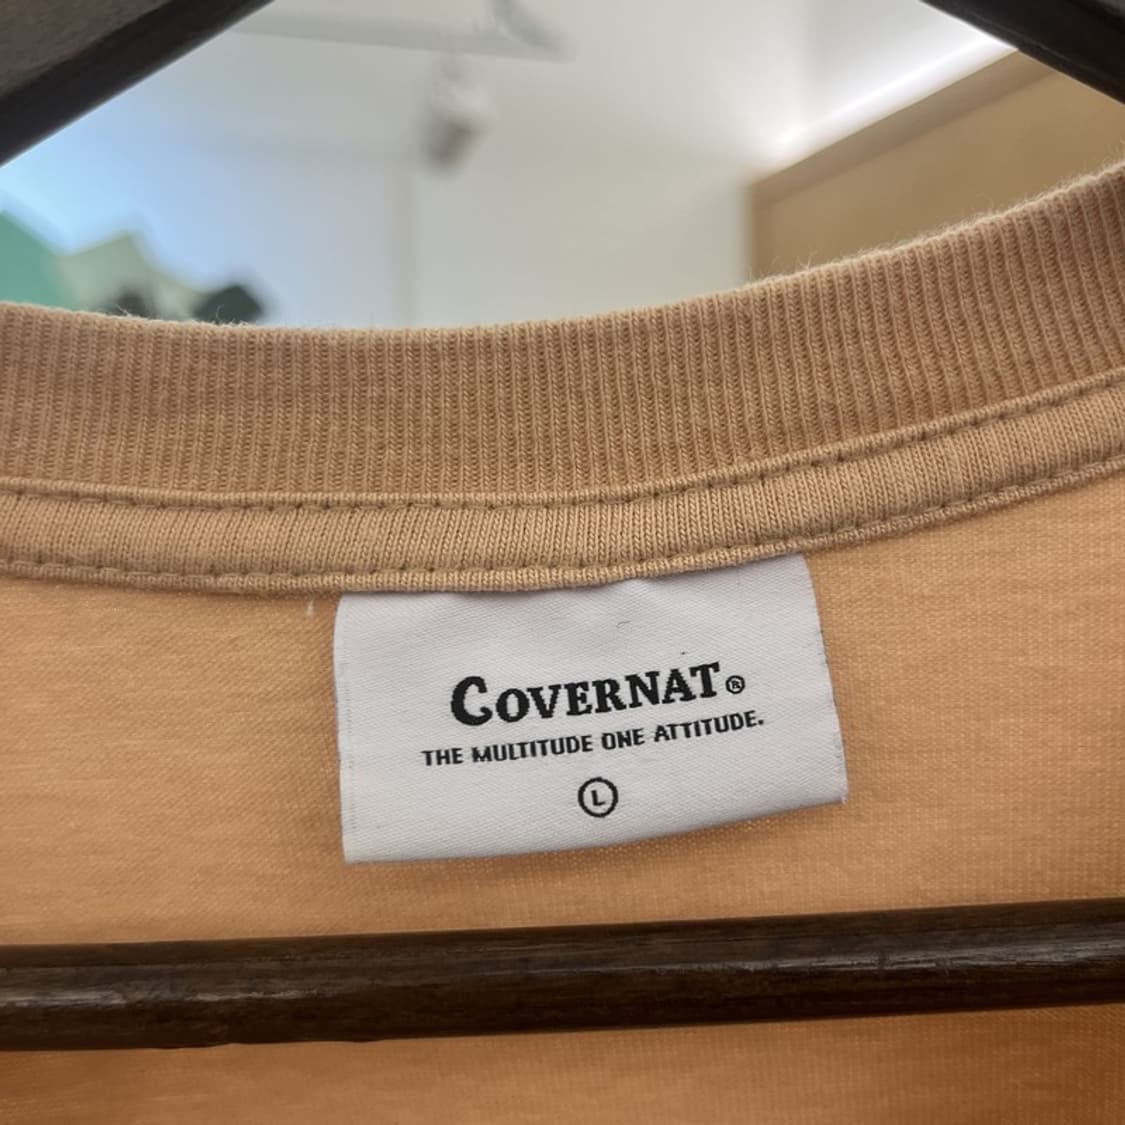 COVERNAT®
THE MULTITUDE ONE ATTITUDE.
L